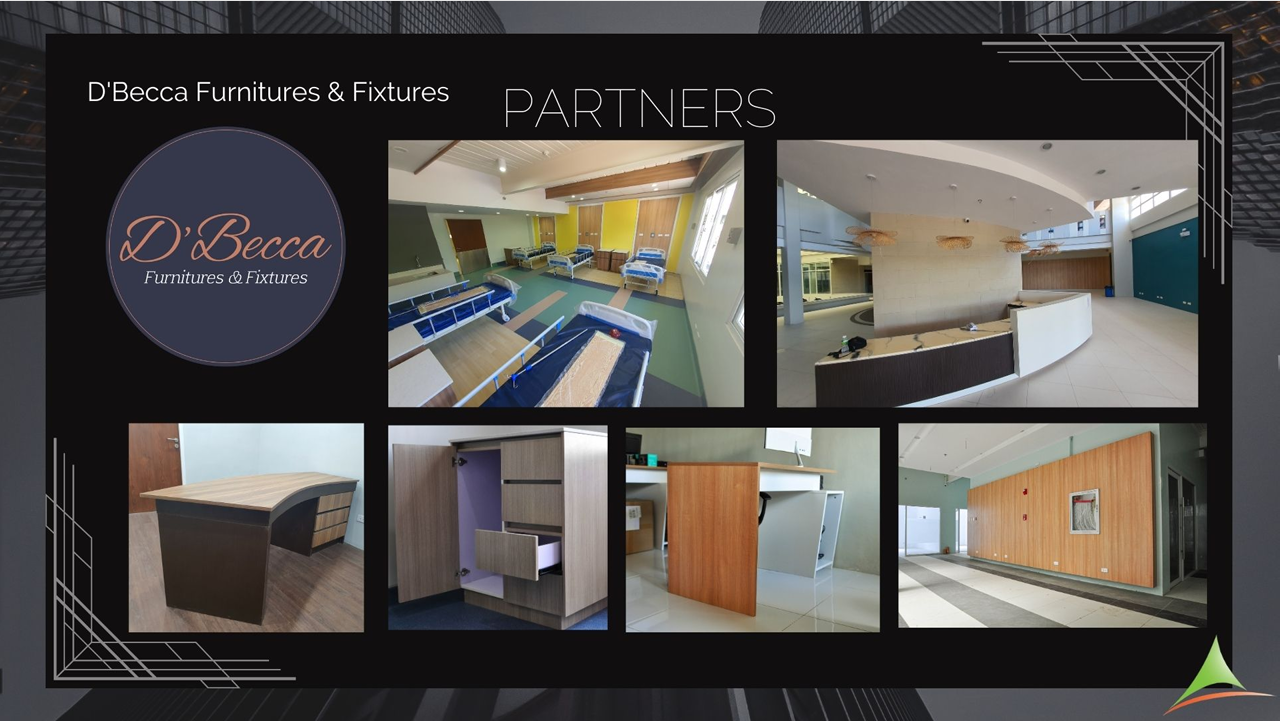 D'Becca Furnitures & Fixtures
PARTNERS
D'Becca
Furnitures & Fixtures